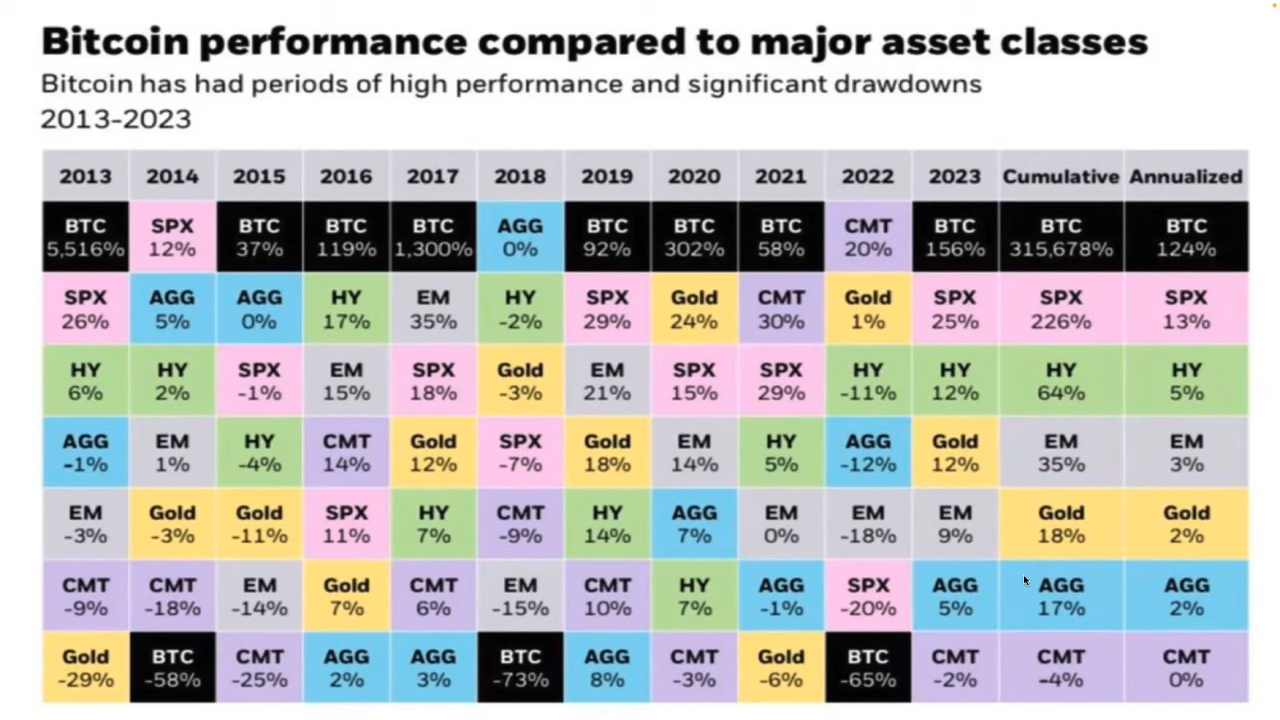 Bitcoin performance compared to major asset classes
Bitcoin has had periods of high performance and significant drawdowns
2013-2023
2013 2014 2015 2016 2017 2018 2019 2020 2021 2022 2023 Cumulative Annualized
BTC SPX BTC BTC BTC AGG BTC BTC BTC CMT BTC BTC BTC
5,516% 12% 37% 119% 1,300% 0% 92% 302% 58% 20% 156% 315,678% 124%
SPX AGG AGG HY EM HY SPX Gold CMT Gold SPX SPX SPX
26% 5% 0% 17% 35% -2% 29% 24% 30% 1% 25% 226% 13%
HY HY SPX EM SPX Gold EM SPX SPX HY HY HY HY
6% 2% -1% 15% 18% -3% 21% 15% 29% -11% 12% 64% 5%
AGG EM HY CMT Gold SPX Gold EM HY AGG Gold EM EM
-1% 1% -4% 14% 12% -7% 18% 14% 5% -12% 12% 35% 3%
EM Gold Gold SPX HY CMT HY AGG EM EM EM Gold Gold
-3% -3% -11% 11% 7% -9% 14% 7% 0% -18% 9% 18% 2%
CMT CMT EM Gold CMT EM CMT HY AGG SPX AGG AGG AGG
-9% -18% -14% 7% 6% -15% 10% 7% -1% -20% 5% 17% 2%
Gold BTC CMT AGG AGG BTC AGG CMT Gold BTC CMT CMT CMT
-29% -58% -25% 2% 3% -73% 8% -3% -6% -65% -2% -4% 0%